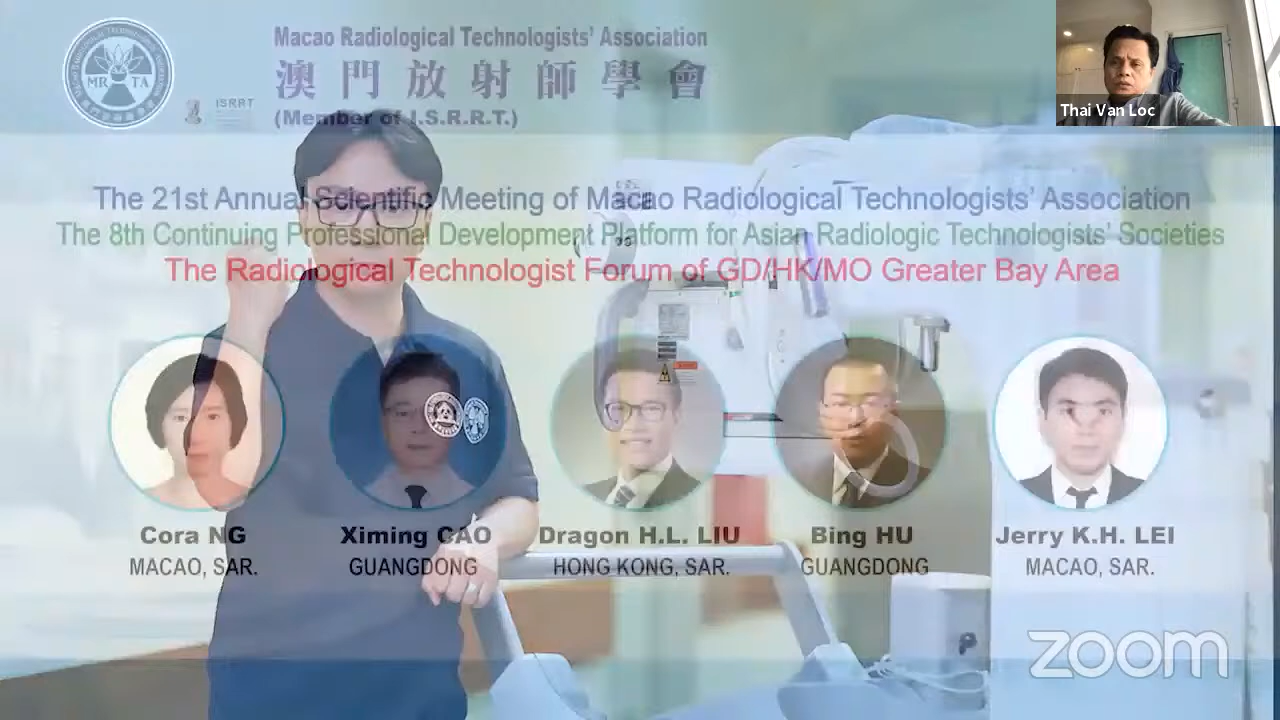 Macao Radiological Technologists' Association
澳門放射師學會
(Member of I.S.R.R.T.)
MR TA
ISRRT
Thai Van Loc
The 21st Annual Scientific Meeting of Macao Radiological Technologists' Association
The 8th Continuing Professional Development Platform for Asian Radiologic Technologists' Societies
The Radiological Technologist Forum of GD/HK/MO Greater Bay Area
Cora NG
MACAO, SAR.
Ximing CAO
GUANGDONG
Dragon H.L. LIU
HONG KONG, SAR.
Bing HU
GUANGDONG
Jerry K.H. LEI
MACAO, SAR.
zoom